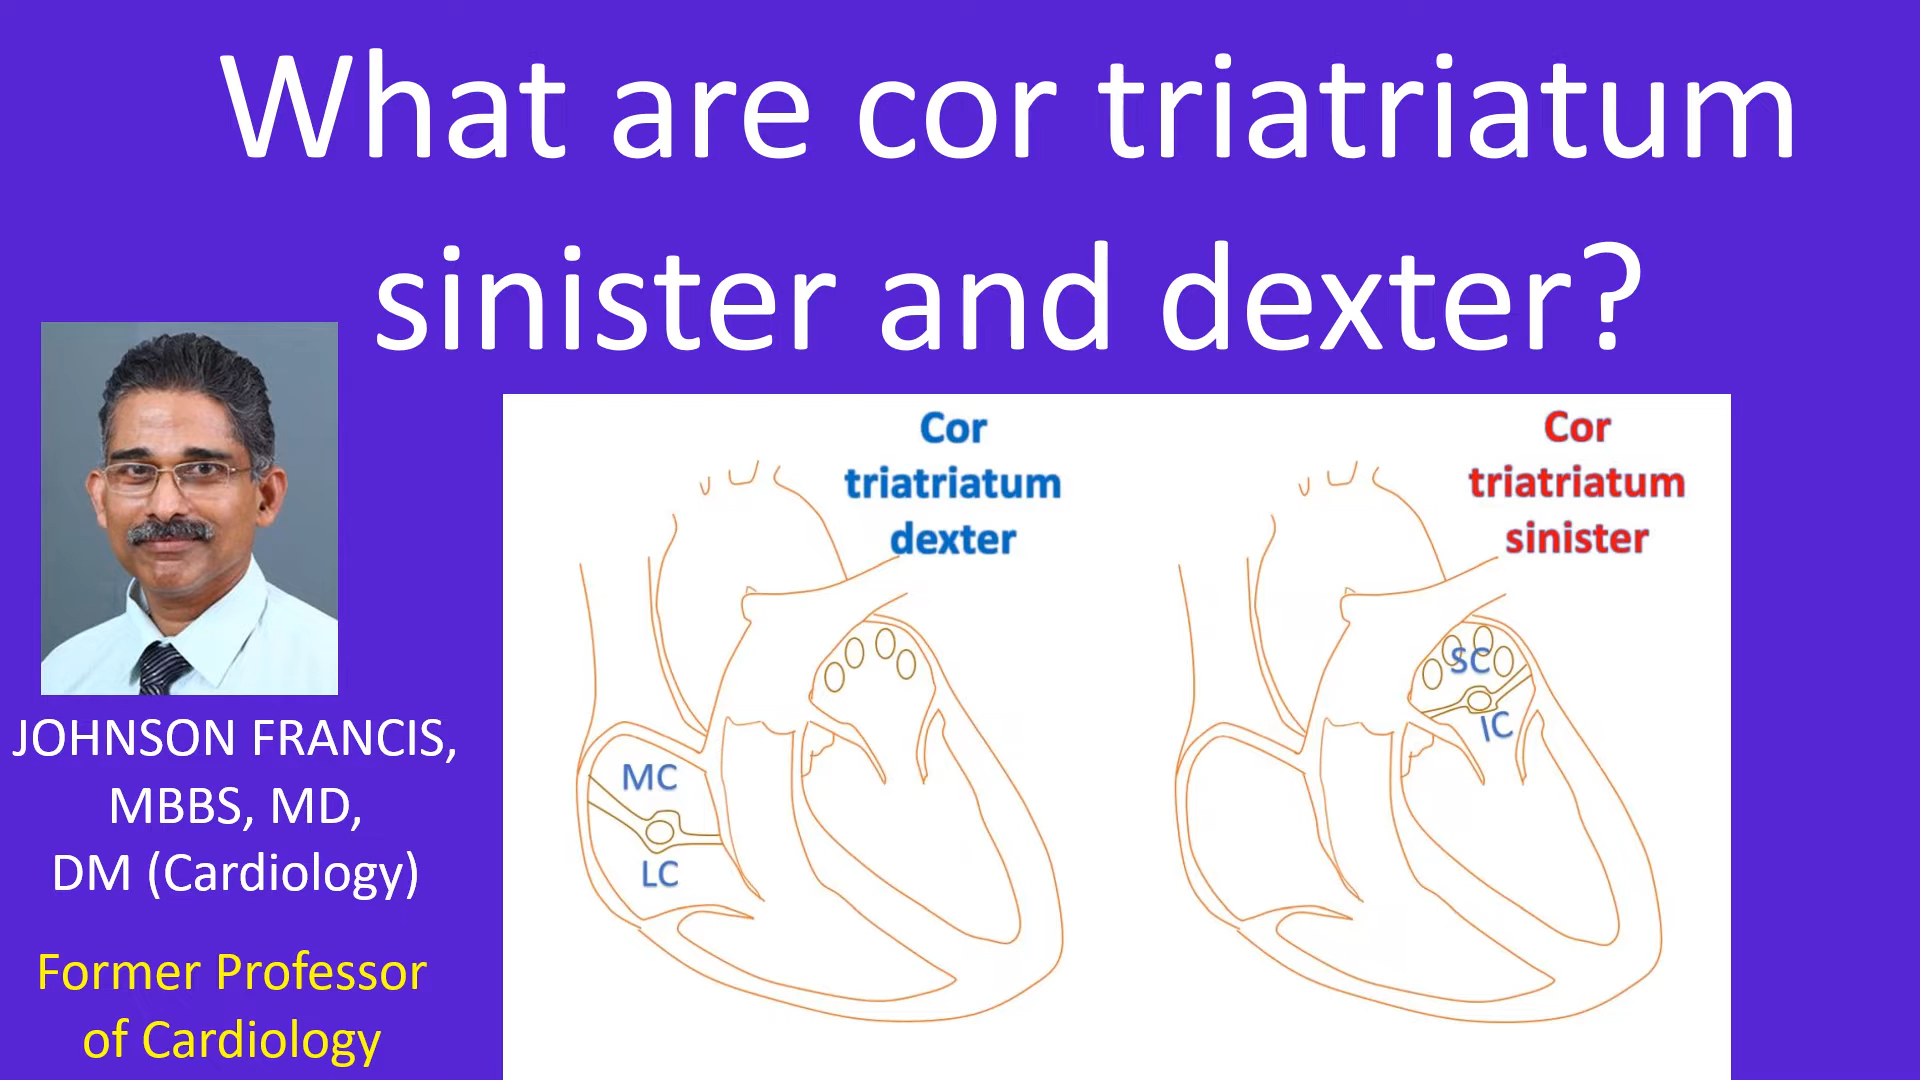 What are cor triatriatum
sinister and dexter?
JOHNSON FRANCIS,
MBBS, MD,
DM (Cardiology)
Former Professor
of Cardiology
Cor
triatriatum
dexter
MC
LC
Cor
triatriatum
sinister
SC
IC